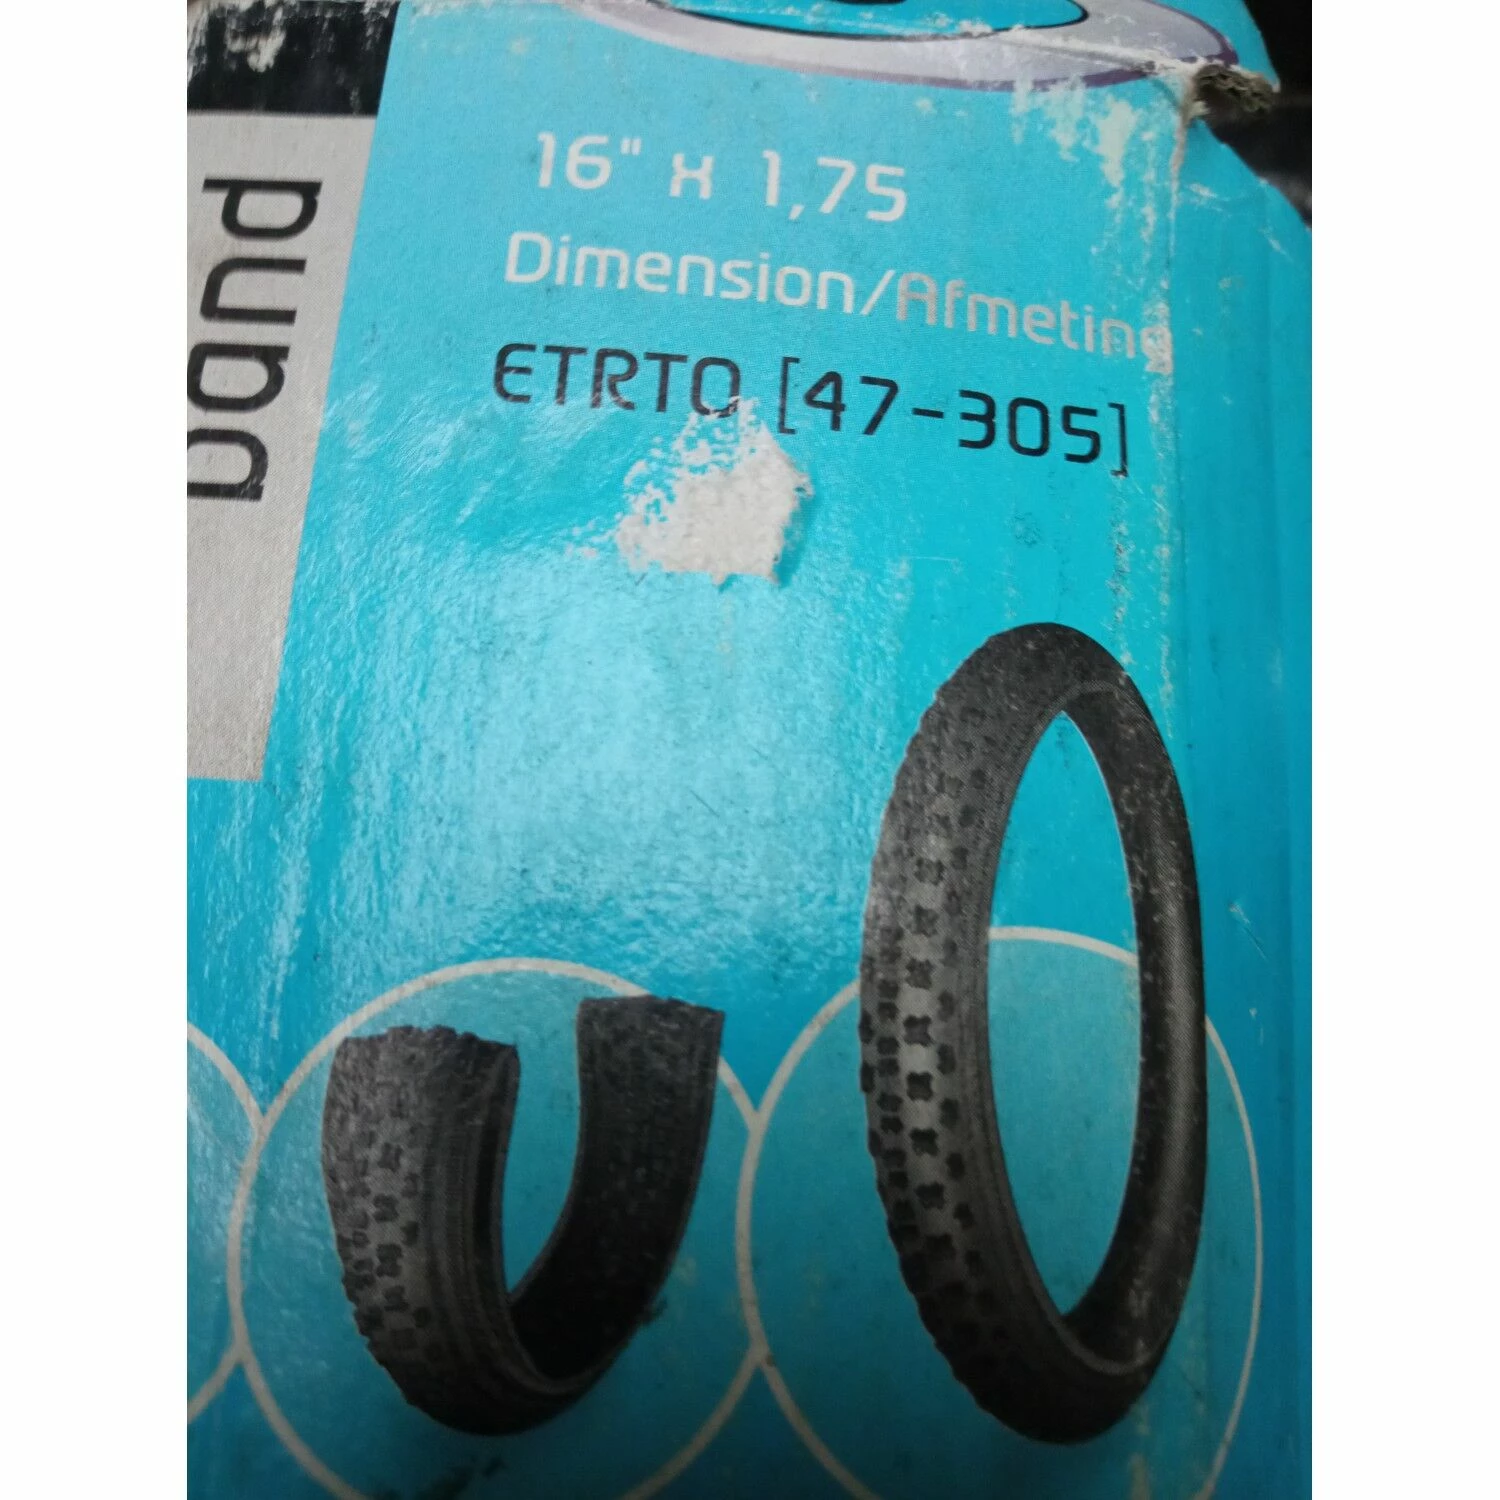 16" x 1,75
Dimension/Afmeting
ETRTO [47-305]
band